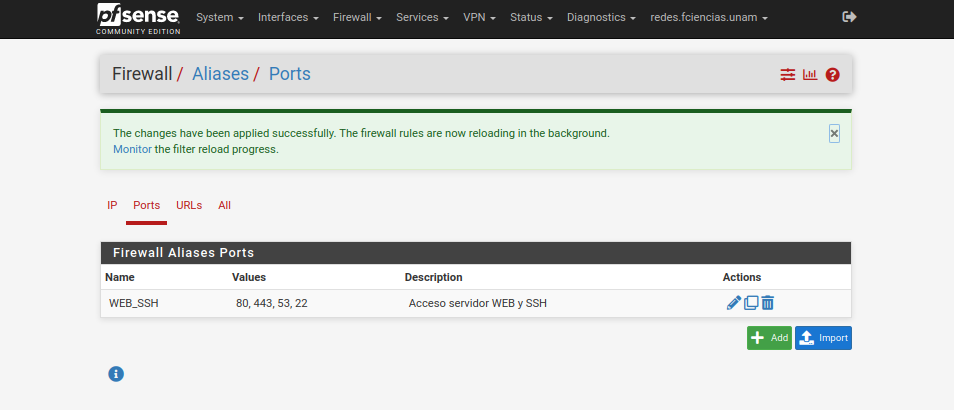 pfsense
COMMUNITY EDITION
System Interfaces Firewall Services VPN Status Diagnostics redes.fciencias.unam
Firewall / Aliases / Ports
The changes have been applied successfully. The firewall rules are now reloading in the background.
Monitor the filter reload progress.
IP Ports URLs All
Firewall Aliases Ports
Name Values Description Actions
WEB_SSH 80, 443, 53, 22 Acceso servidor WEB y SSH
Add Import